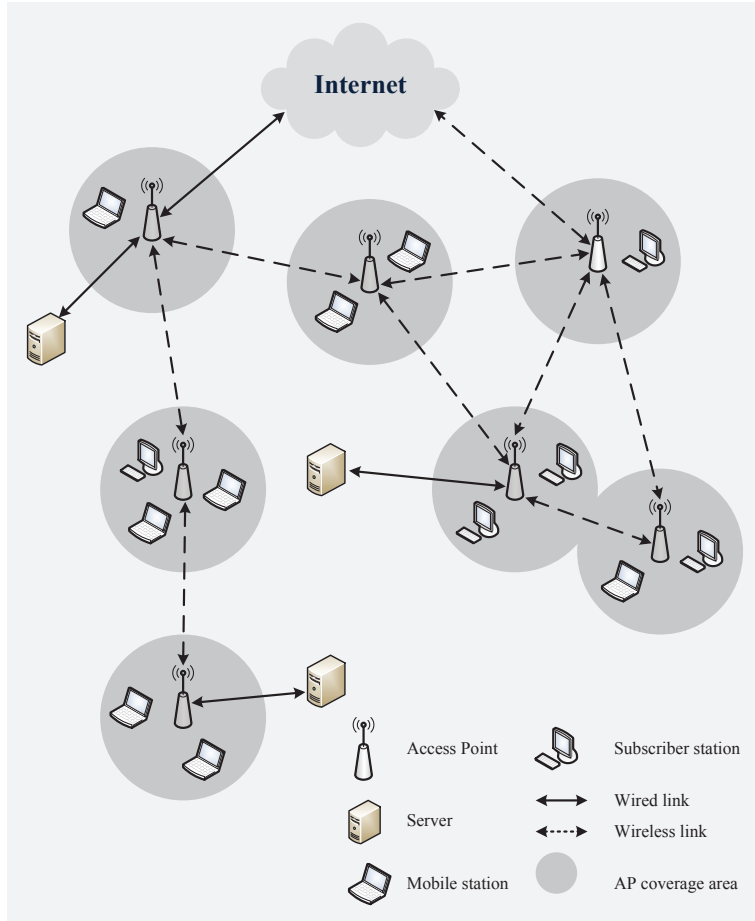 Internet
Access Point
Subscriber station
Server
Wired link
Wireless link
Mobile station
AP coverage area